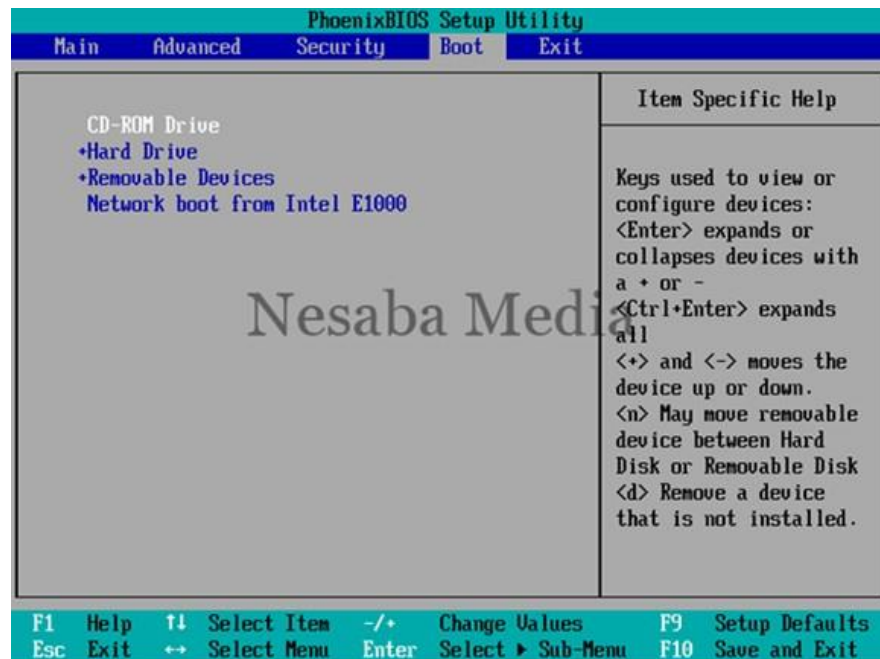 PhoenixBIOS Setup Utility
Main Advanced Security Boot Exit
CD-ROM Drive
+Hard Drive
+Removable Devices
Network boot from Intel E1000
Item Specific Help
Keys used to view or
configure devices:
<Enter> expands or
collapses devices with
a + or -
<Ctrl+Enter> expands
all
<+> and <-> moves the
device up or down.
<n> May move removable
device between Hard
Disk or Removable Disk
<d> Remove a device
that is not installed.
Nesaba Media
F1 Help ↑↓ Select Item -/+ Change Values F9 Setup Defaults
Esc Exit ↔ Select Menu Enter Select ▶ Sub-Menu F10 Save and Exit